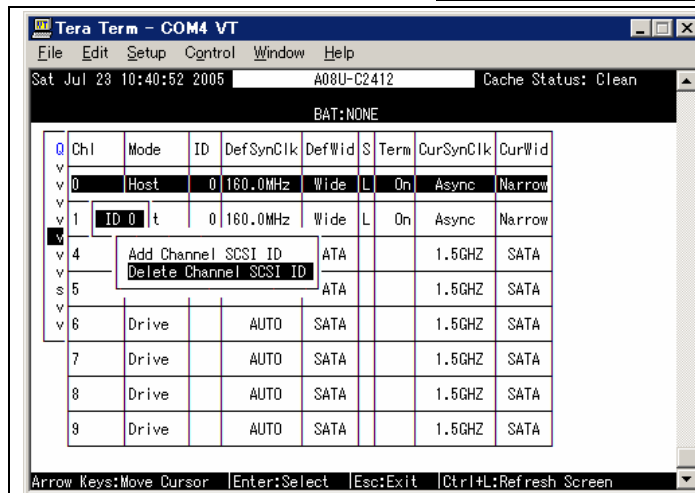 Tera Term - COM4 VT
File Edit Setup Control Window Help
Sat Jul 23 10:40:52 2005 A08U-C2412 Cache Status: Clean
BAT:NONE
Q Chl Mode ID DefSynClk DefWid S Term CurSynClk CurWid
v
v 0 Host 0 160.0MHz Wide L On Async Narrow
v
v 1 ID 0 t 0 160.0MHz Wide L On Async Narrow
v
v 4 Add Channel SCSI ID ATA 1.5GHZ SATA
v Delete Channel SCSI ID
s 5 ATA 1.5GHZ SATA
v
v 6 Drive AUTO SATA 1.5GHZ SATA
7 Drive AUTO SATA 1.5GHZ SATA
8 Drive AUTO SATA 1.5GHZ SATA
9 Drive AUTO SATA 1.5GHZ SATA
Arrow Keys:Move Cursor |Enter:Select |Esc:Exit |Ctrl+L:Refresh Screen